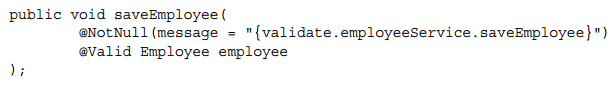 public void saveEmployee(
@NotNull(message = "{validate.employeeService.saveEmployee}")
@Valid Employee employee
);